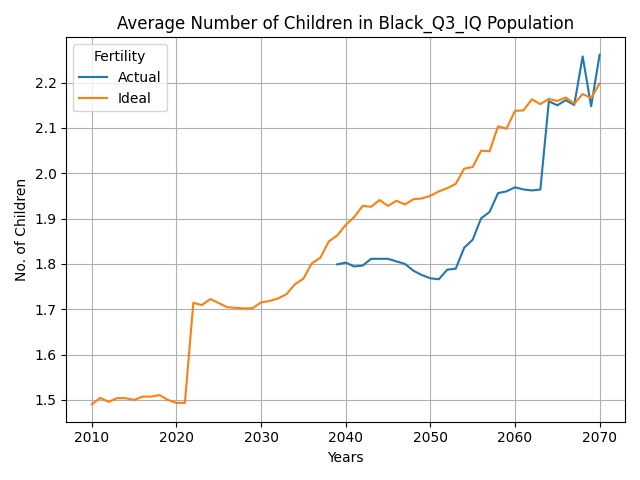 Average Number of Children in Black_Q3_IQ Population
Fertility
Actual
Ideal
No. of Children
2.2
2.1
2.0
1.9
1.8
1.7
1.6
1.5
2010 2020 2030 2040 2050 2060 2070
Years